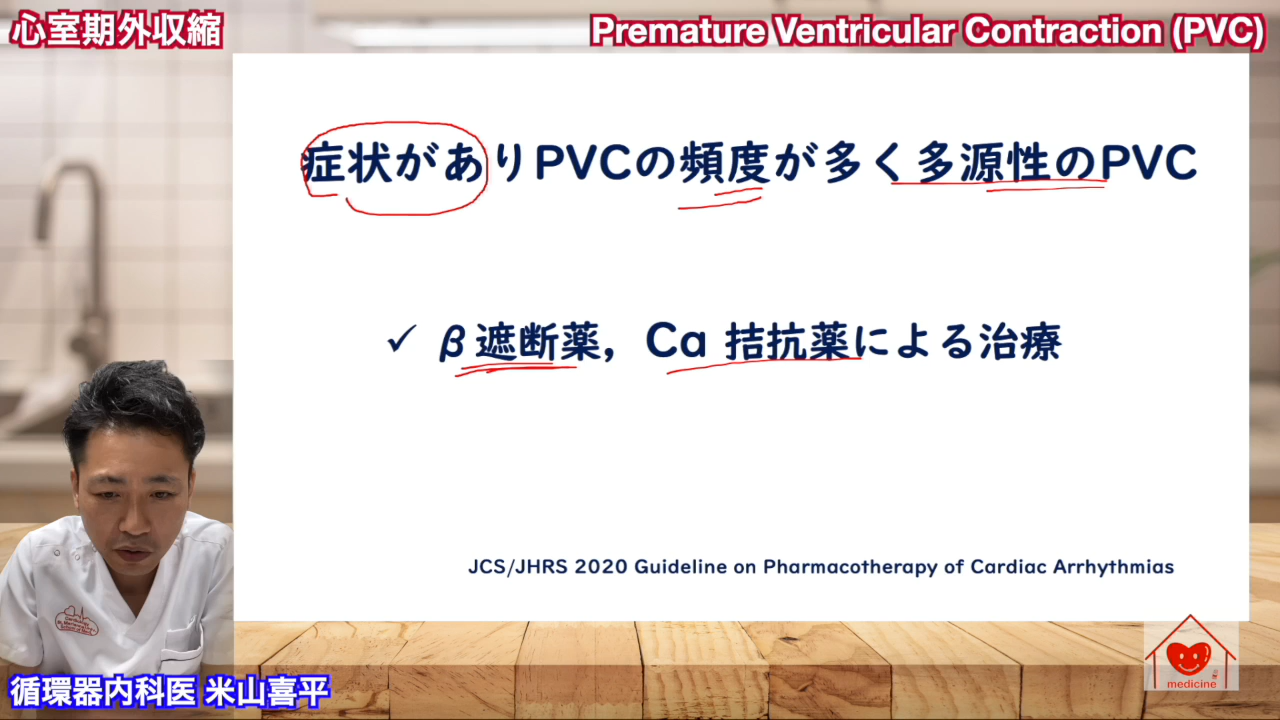 心室期外収縮
Premature Ventricular Contraction (PVC)
症状がありPVCの頻度が多く多源性のPVC
✓ β遮断薬，Ca 拮抗薬による治療
JCS/JHRS 2020 Guideline on Pharmacotherapy of Cardiac Arrhythmias
medicine
循環器内科医 米山喜平